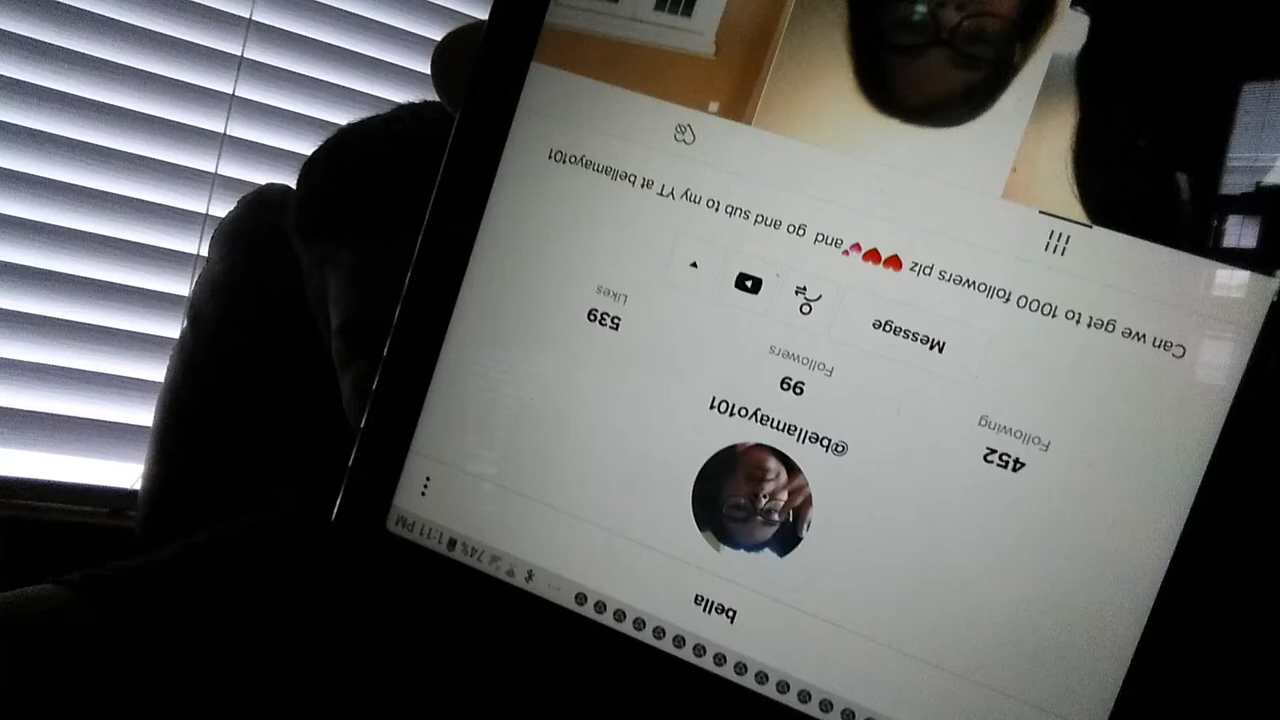 1:11 PM
74%
bella
@bellamayo101
452
Following
99
Followers
539
Likes
Message
Can we get to 1000 followers plz ❤️❤️💕and go and sub to my YT at bellamayo101